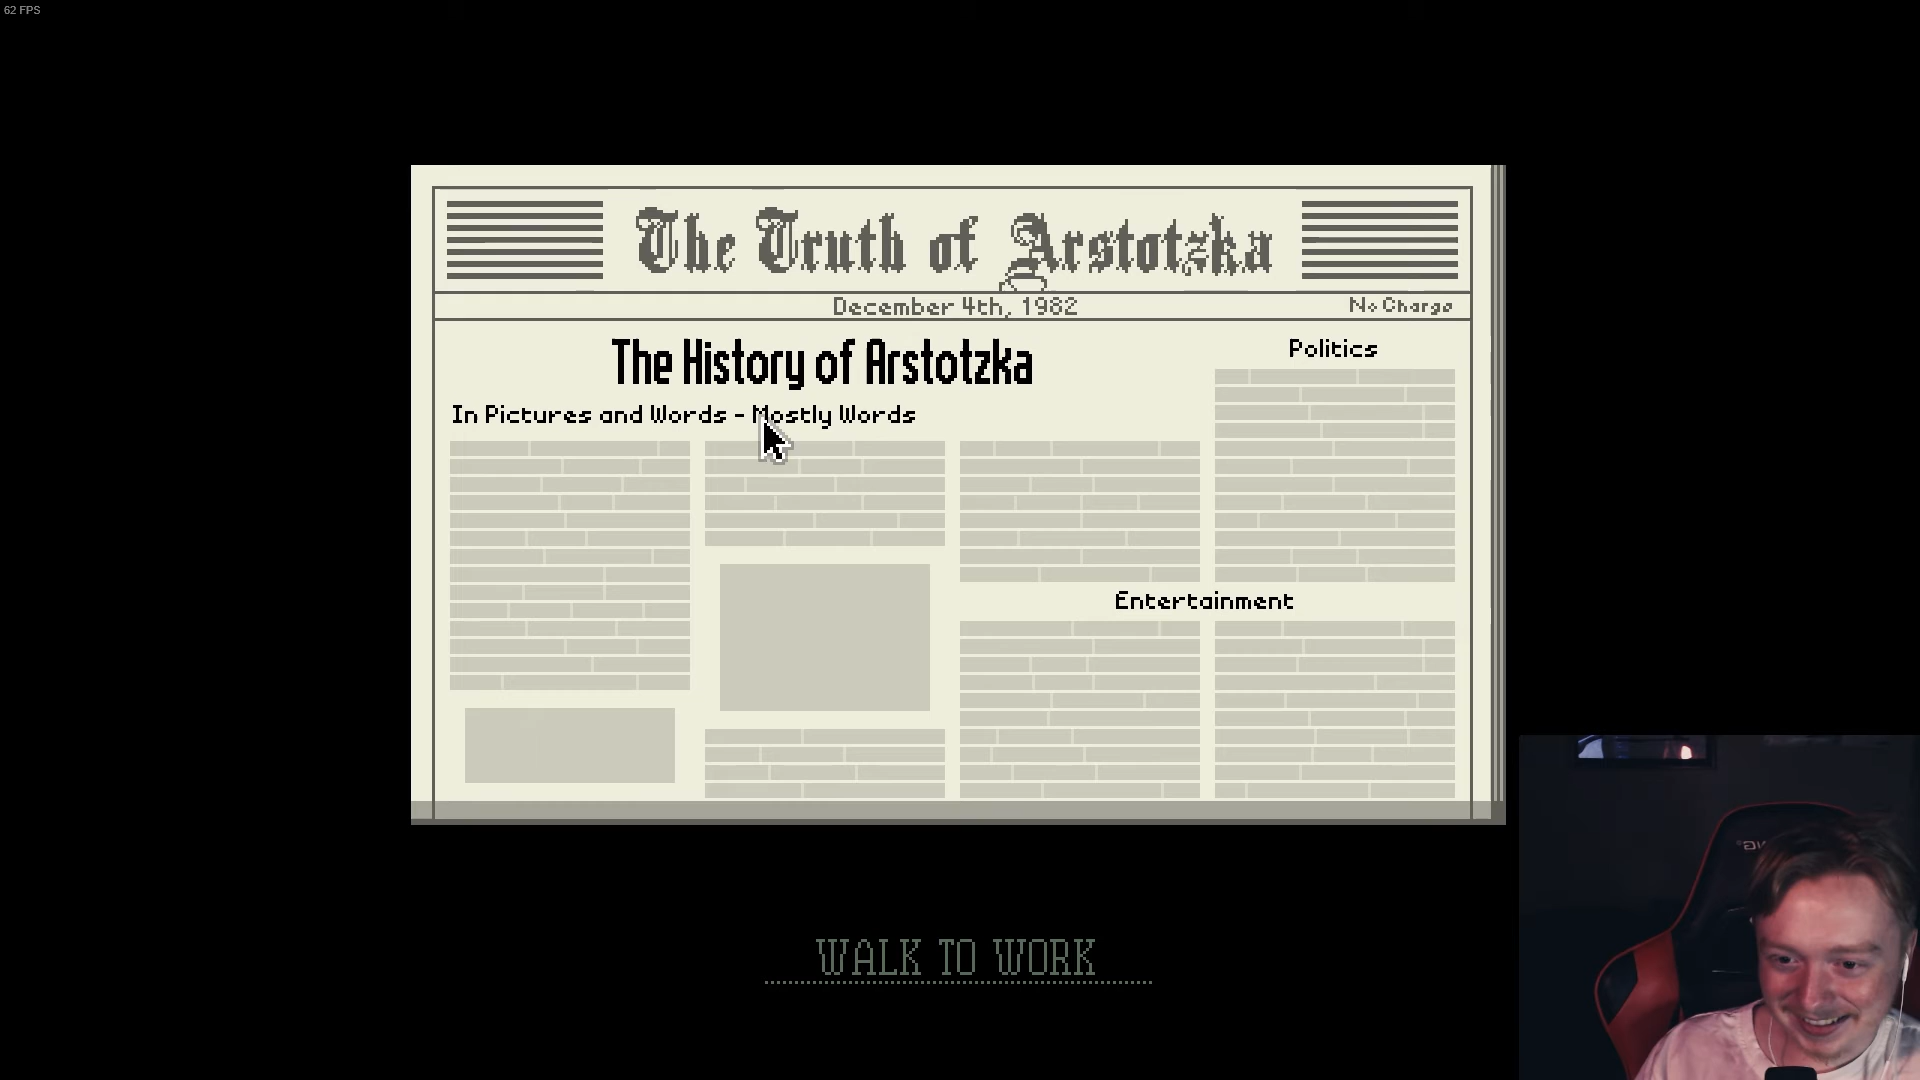 62 FPS
The Truth of Arstotzka
December 4th, 1982
No Charge
The History of Arstotzka
In Pictures and Words - Mostly Words
Politics
Entertainment
WALK TO WORK